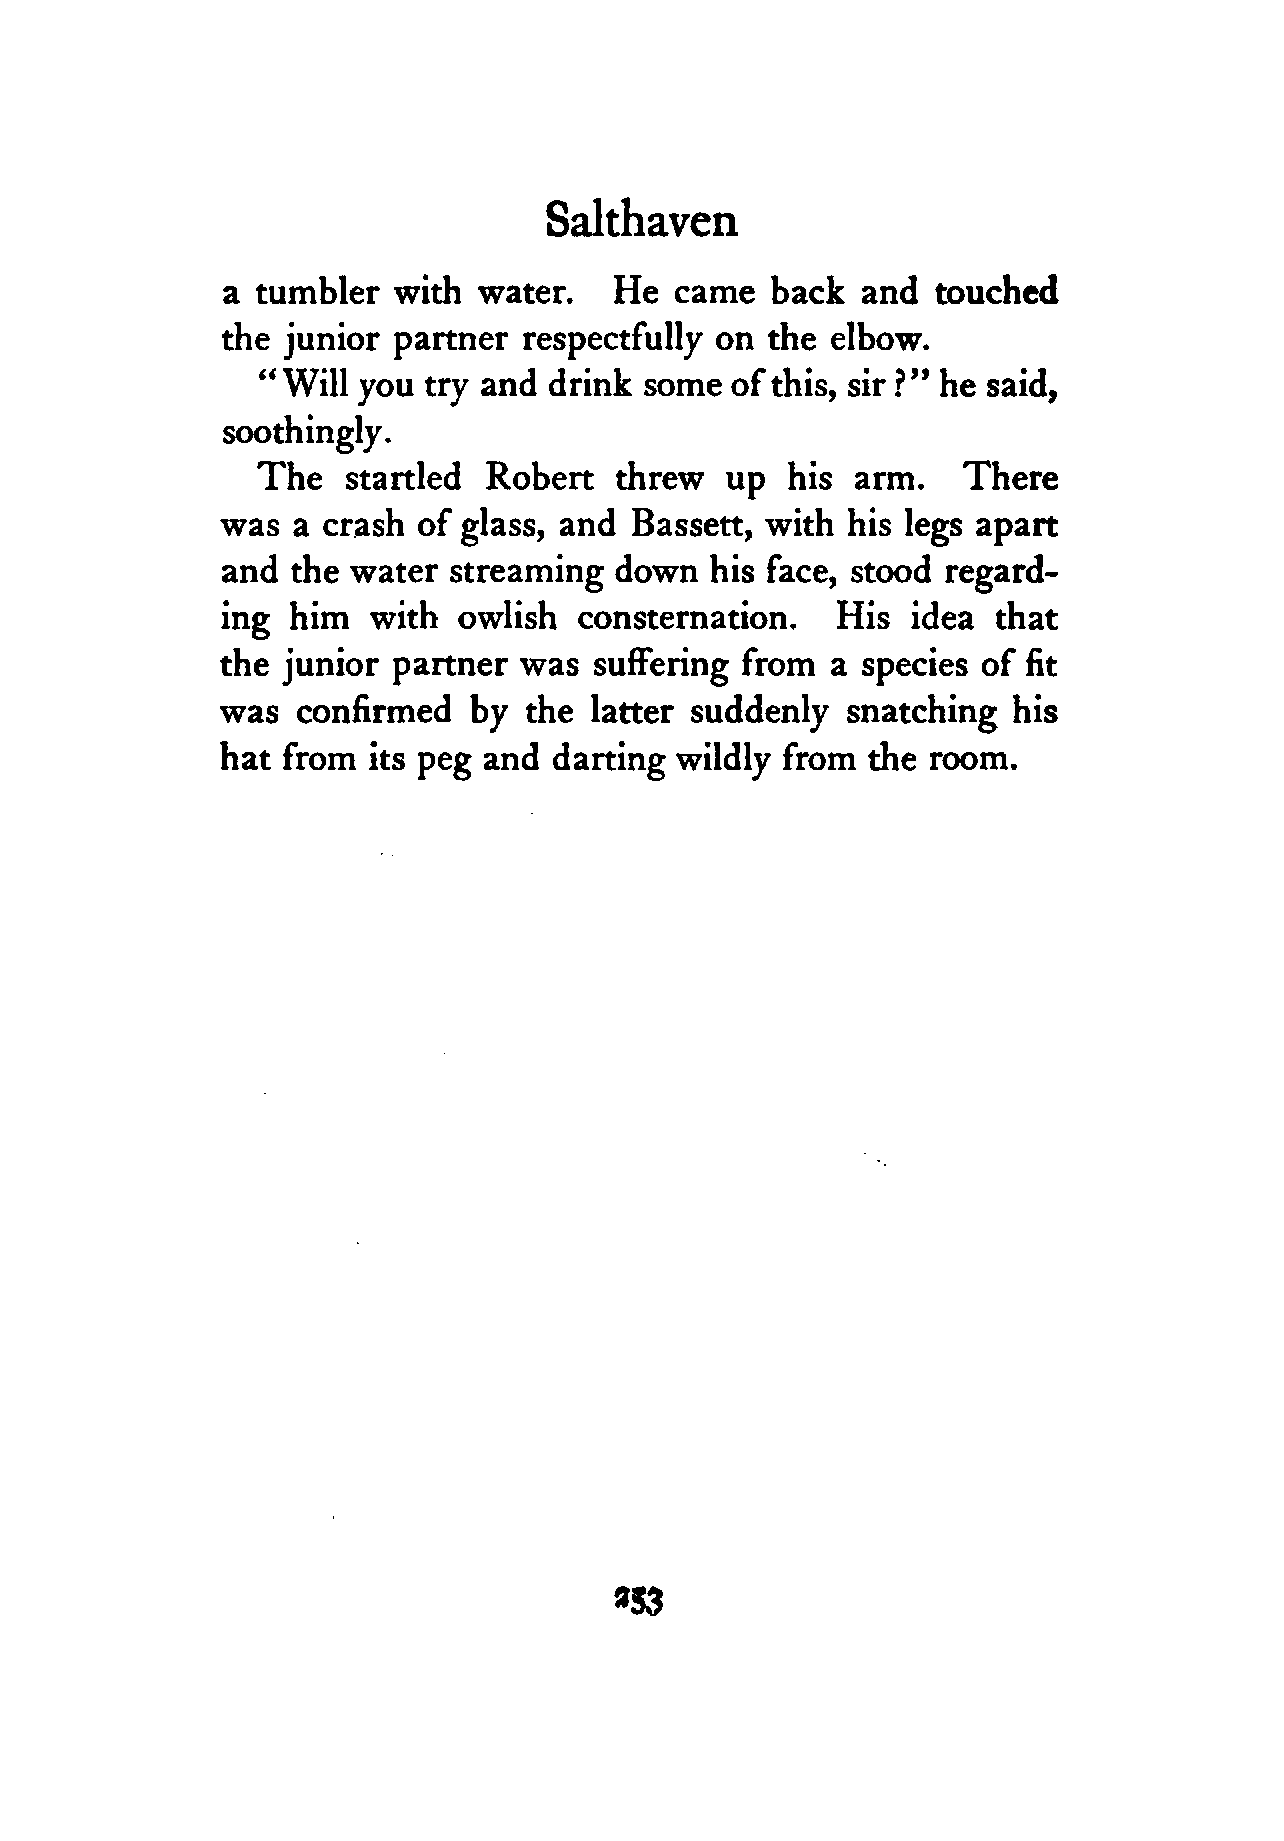 Salthaven
a tumbler with water. He came back and touched
the junior partner respectfully on the elbow.
“Will you try and drink some of this, sir?” he said,
soothingly.
The startled Robert threw up his arm. There
was a crash of glass, and Bassett, with his legs apart
and the water streaming down his face, stood regard-
ing him with owlish consternation. His idea that
the junior partner was suffering from a species of fit
was confirmed by the latter suddenly snatching his
hat from its peg and darting wildly from the room.
253